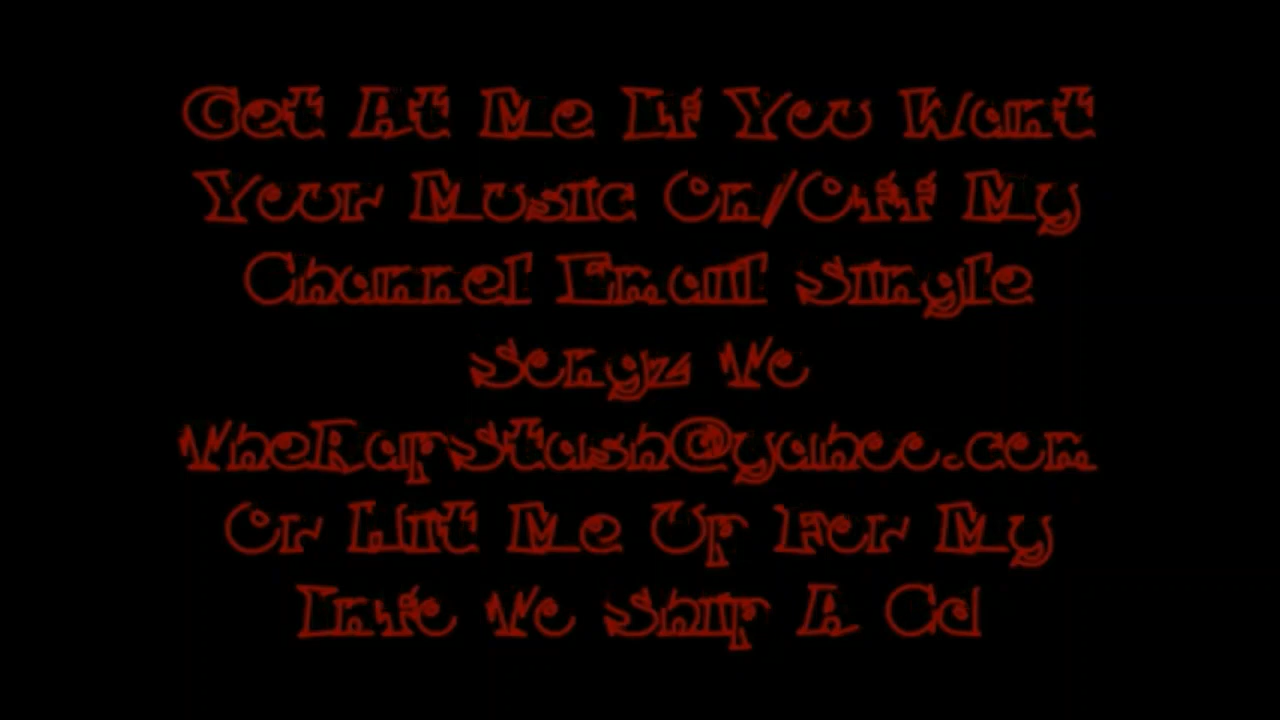 Get At Me If You Want
Your Music On/Off My
Channel Email Single
Songz To
TheRapStash@yahoo.com
Or Hit Me Up For My
Info To Ship A Cd